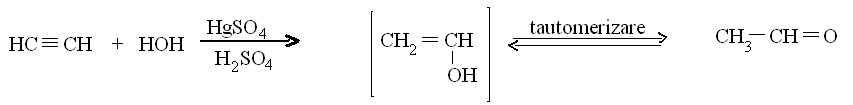 HC≡CH + HOH HgSO4 H2SO4 [CH2=CH OH] tautomerizare CH3-CH=O